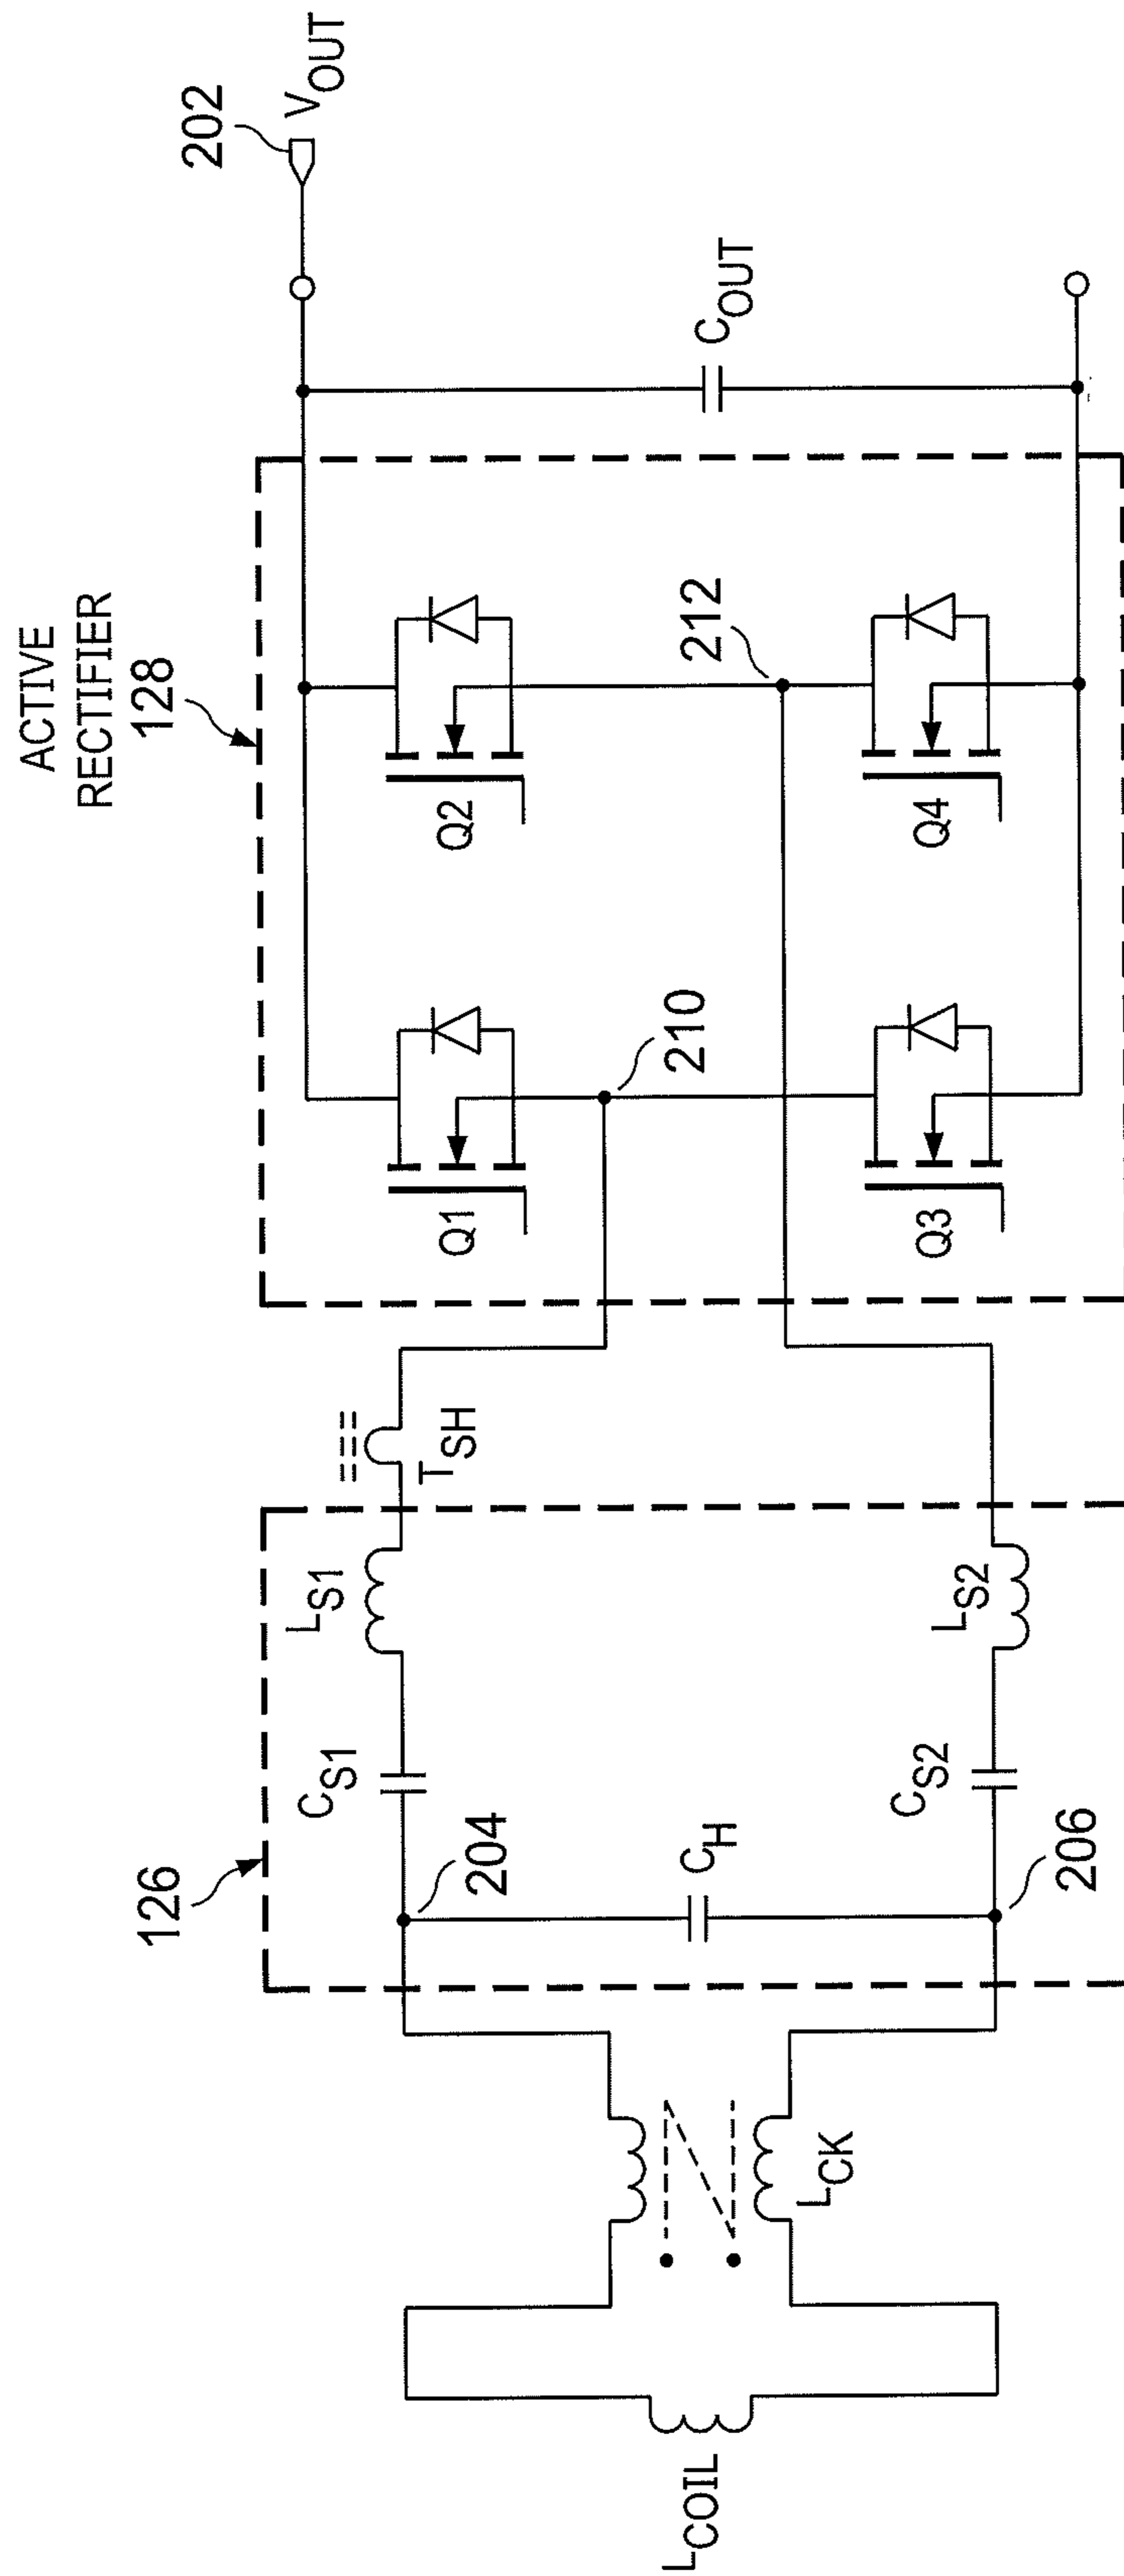 ACTIVE
RECTIFIER
128
202
VOUT
126
LS1
TSH
CS1
204
CH
206
CS2
LS2
LCK
LCOIL
Q1
Q2
210
212
Q3
Q4
COUT